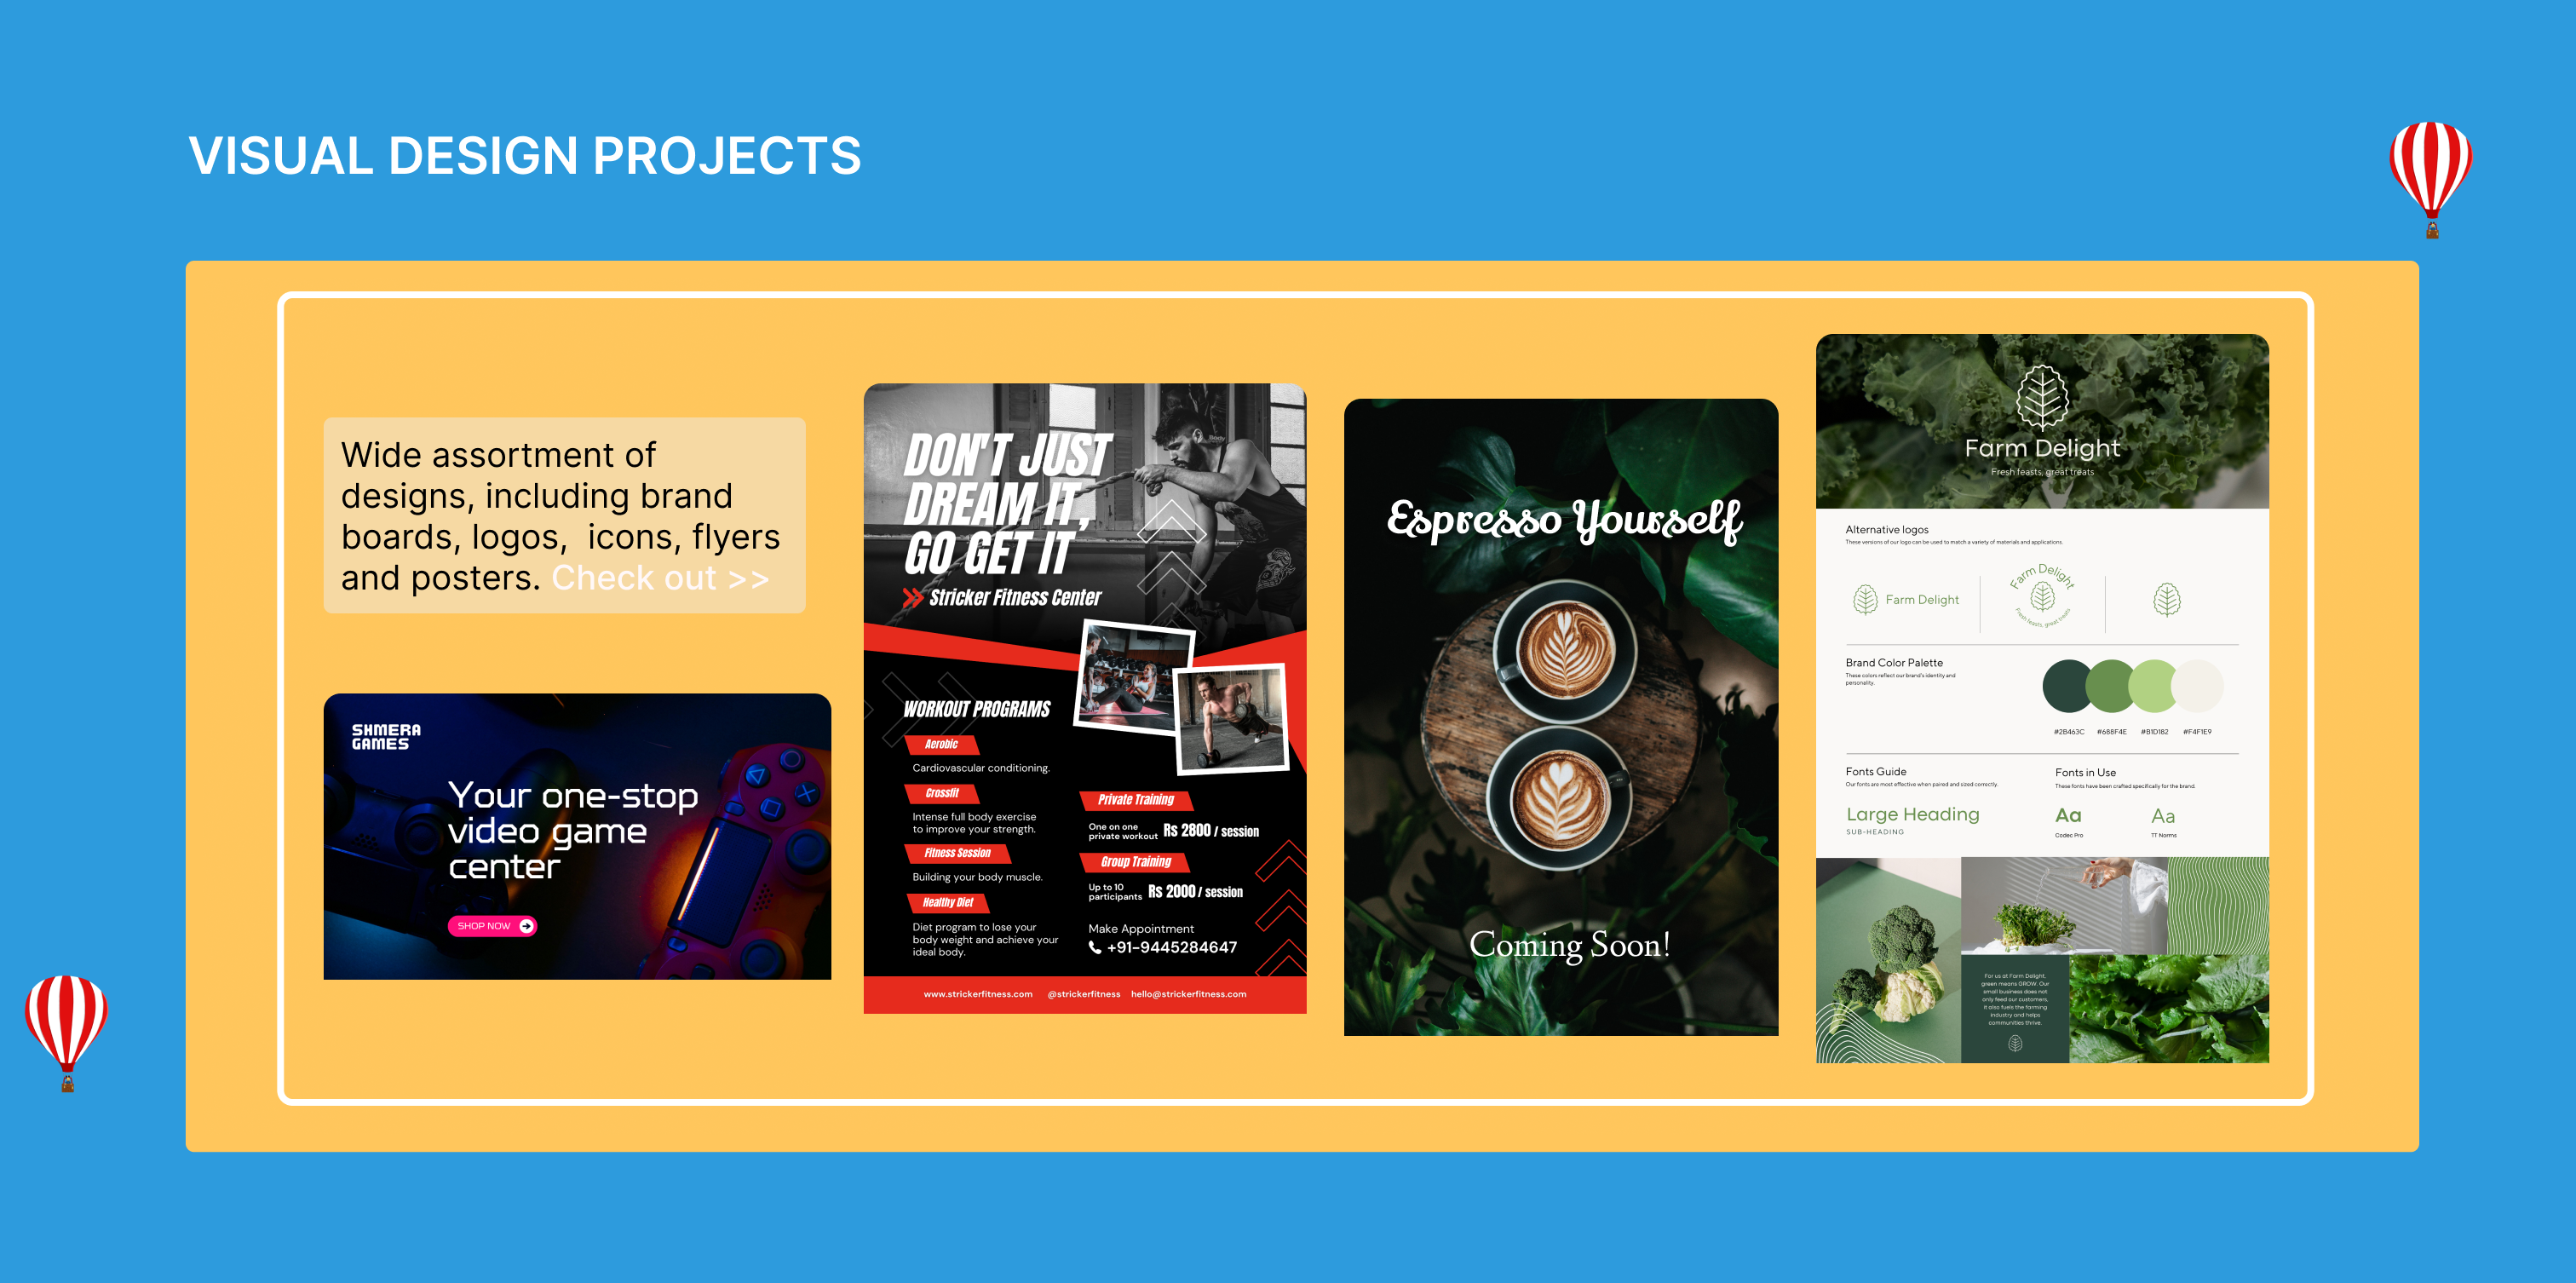 VISUAL DESIGN PROJECTS
Wide assortment of
designs, including brand
boards, logos,  icons, flyers
and posters. Check out >>
SHMERA
GAMES
Your one-stop
video game
center
SHOP NOW
DON'T JUST
DREAM IT,
GO GET IT
Stricker Fitness Center
WORKOUT PROGRAMS
Aerobic
Cardiovascular conditioning.
Crossfit
Intense full body exercise
to improve your strength.
Fitness Session
Building your body muscle.
Healthy Diet
Diet program to lose your
body weight and achieve your
ideal body.
Private Training
One on one
private workout Rs 2800 / session
Group Training
Up to 10
participants Rs 2000 / session
Make Appointment
+91-9445284647
www.strickerfitness.com @strickerfitness hello@strickerfitness.com
Espresso Yourself
Coming Soon!
Farm Delight
Fresh feasts, great treats
Alternative logos
These versions of our logo can be used to match a variety of materials and applications.
Farm Delight
Farm Delight
Fresh feasts, great treats
Brand Color Palette
These colors reflect our brand's identity and
personality.
#2B463C #688F4E #B1D182 #F4F1E9
Fonts Guide
Our fonts are most effective when paired and sized correctly.
Large Heading
SUB-HEADING
Fonts in Use
These fonts have been crafted specifically for the brand.
Aa Aa
Codec Pro TT Norms
For us at Farm Delight,
green means GROW. Our
small business does not
only feed our customers,
it also fuels the farming
industry and helps
communities thrive.